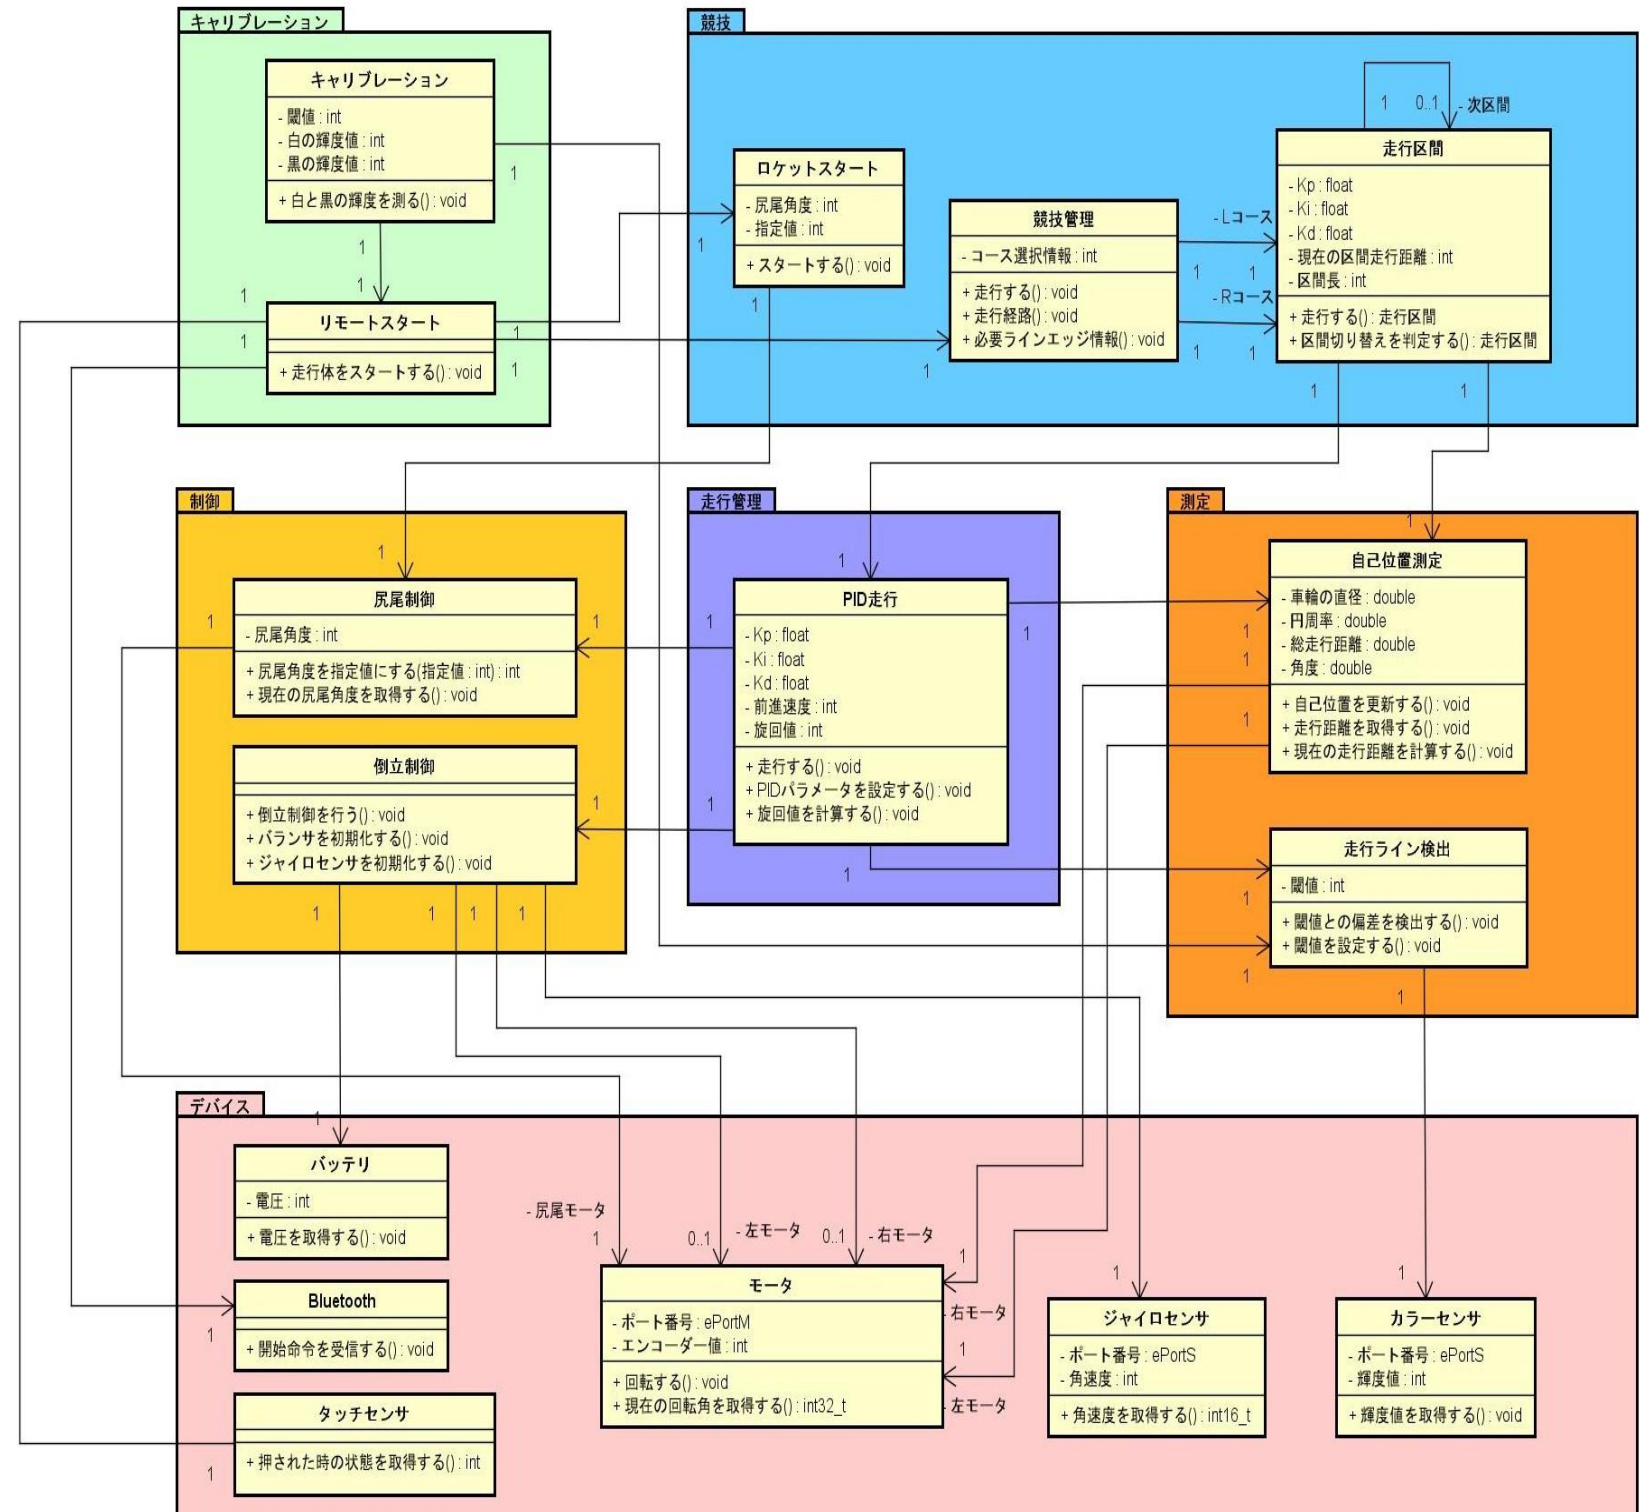 キャリブレーション
キャリブレーション
- 閾値 : int
- 白の輝度値 : int
- 黒の輝度値 : int
+ 白と黒の輝度を測る() : void
1
1
1
リモートスタート
+ 走行体をスタートする() : void
1
1
1
1
競技
ロケットスタート
- 尻尾角度 : int
- 指定値 : int
+ スタートする() : void
1
1
競技管理
- コース選択情報 : int
+ 走行する() : void
+ 走行経路() : void
+ 必要ラインエッジ情報() : void
1
- Lコース
1
1
- Rコース
1
1
1
0..1
- 次区間
走行区間
- Kp : float
- Ki : float
- Kd : float
- 現在の区間走行距離 : int
- 区間長 : int
+ 走行する() : 走行区間
+ 区間切り替えを判定する() : 走行区間
1
1
制御
1
尻尾制御
- 尻尾角度 : int
+ 尻尾角度を指定値にする(指定値 : int) : int
+ 現在の尻尾角度を取得する() : void
1
1
倒立制御
+ 倒立制御を行う() : void
+ バランサを初期化する() : void
+ ジャイロセンサを初期化する() : void
1
1
1
1
1
走行管理
1
PID走行
- Kp : float
- Ki : float
- Kd : float
- 前進速度 : int
- 旋回値 : int
+ 走行する() : void
+ PIDパラメータを設定する() : void
+ 旋回値を計算する() : void
1
1
1
1
測定
1
自己位置測定
- 車輪の直径 : double
- 円周率 : double
- 総走行距離 : double
- 角度 : double
+ 自己位置を更新する() : void
+ 走行距離を取得する() : void
+ 現在の走行距離を計算する() : void
1
1
1
走行ライン検出
- 閾値 : int
+ 閾値との偏差を検出する() : void
+ 閾値を設定する() : void
1
1
1
デバイス
1
バッテリ
- 電圧 : int
+ 電圧を取得する() : void
Bluetooth
+ 開始命令を受信する() : void
1
タッチセンサ
+ 押された時の状態を取得する() : int
1
- 尻尾モータ
1
- 左モータ
0..1
- 右モータ
0..1
モータ
- ポート番号 : ePortM
- エンコーダー値 : int
+ 回転する() : void
+ 現在の回転角を取得する() : int32_t
1
- 右モータ
1
- 左モータ
1
ジャイロセンサ
- ポート番号 : ePortS
- 角速度 : int
+ 角速度を取得する() : int16_t
1
カラーセンサ
- ポート番号 : ePortS
- 輝度値 : int
+ 輝度値を取得する() : void